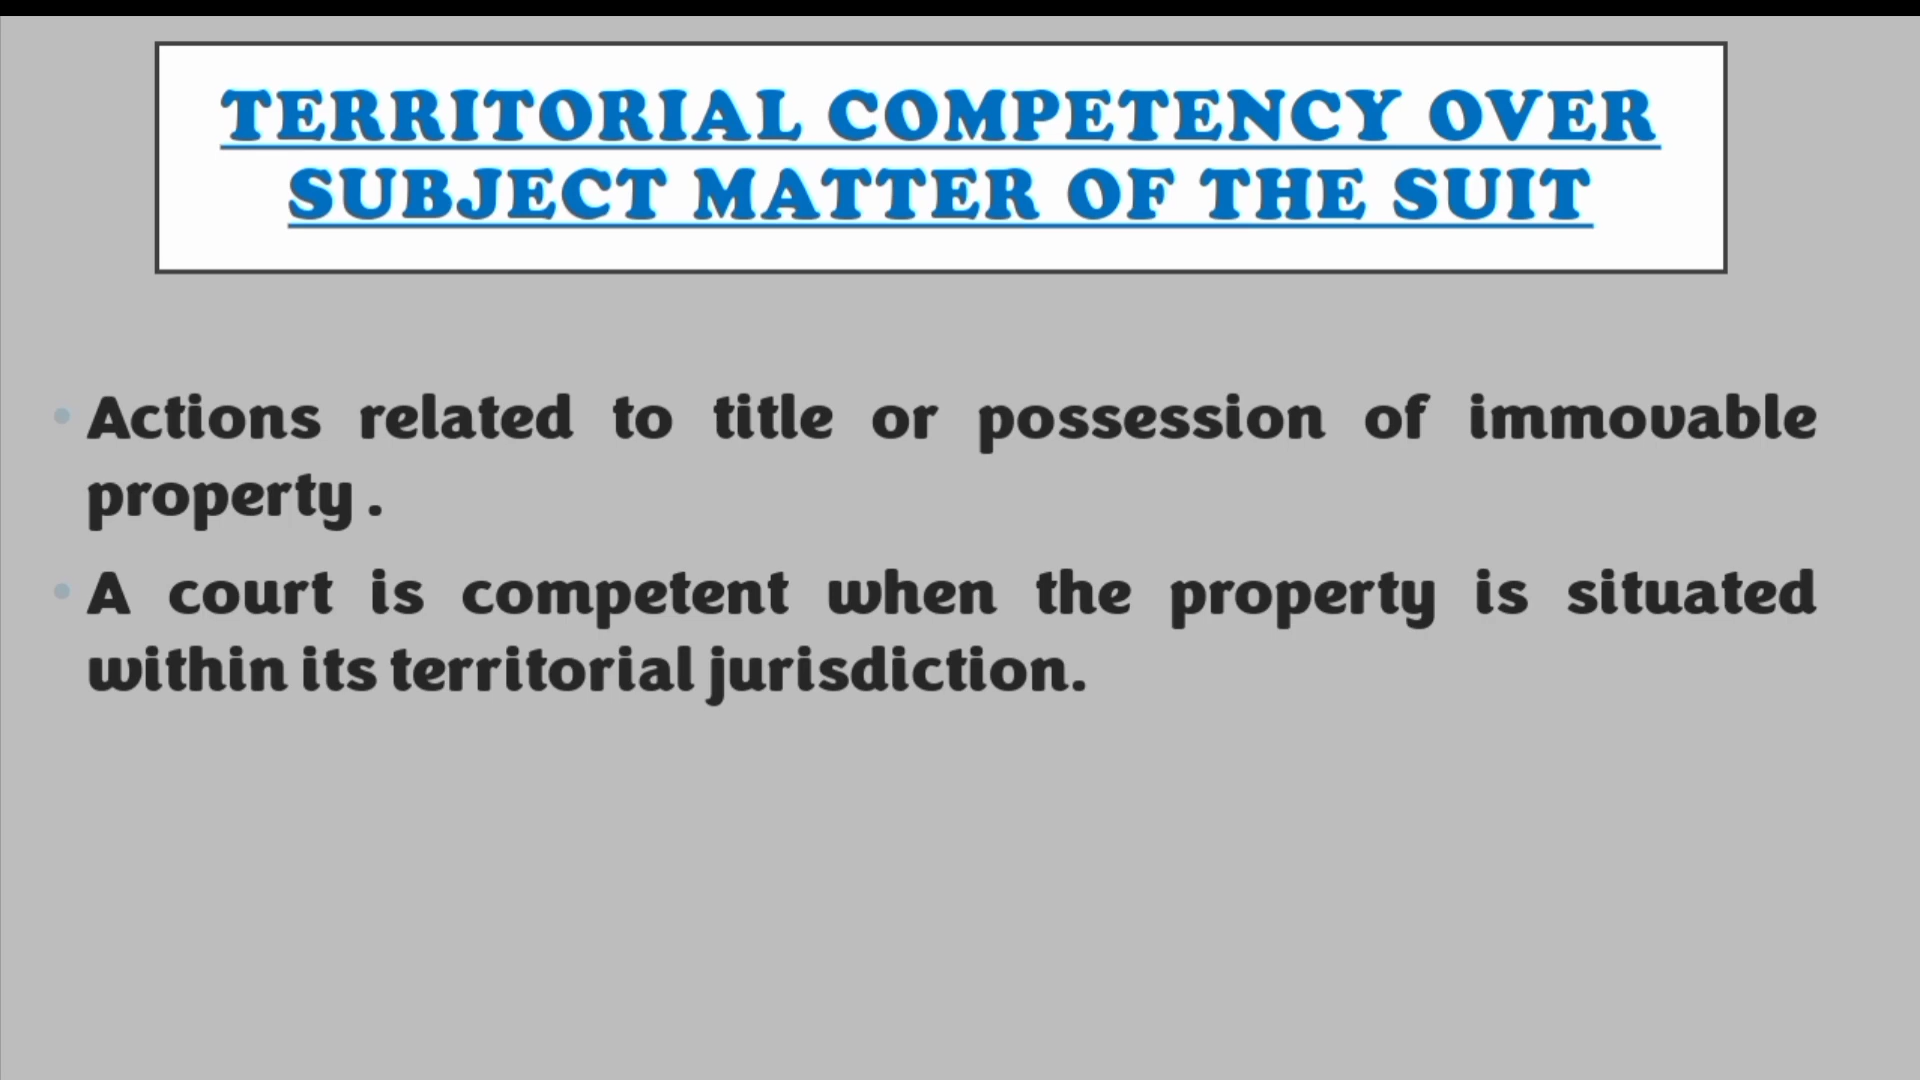 TERRITORIAL COMPETENCY OVER
SUBJECT MATTER OF THE SUIT
• Actions related to title or possession of immovable
property .
• A court is competent when the property is situated
within its territorial jurisdiction.